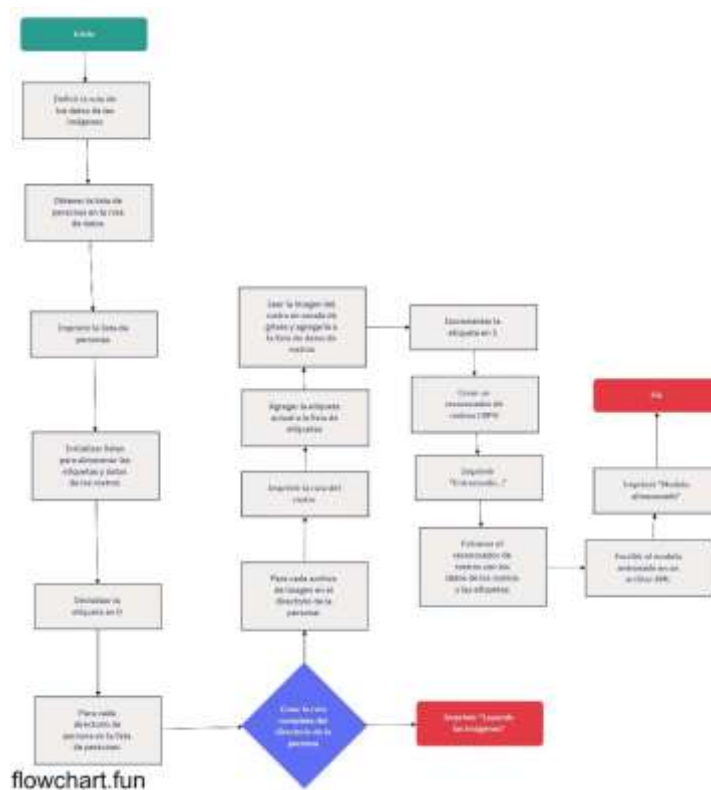 Inicio
Definir la ruta de
los datos de las
imágenes
Obtener la lista de
personas en la ruta
de datos
Imprimir la lista de
personas
Inicializar listas
para almacenar las
etiquetas y datos
de los rostros
Inicializar la
etiqueta en 0
Para cada
directorio de
persona en la lista
de personas
Crear la ruta
completa del
directorio de la
persona
Imprimir "Leyendo
las imágenes"
Para cada archivo
de imagen en el
directorio de la
persona
Imprimir la ruta del
rostro
Agregar la etiqueta
actual a la lista de
etiquetas
Leer la imagen del
rostro en escala de
grises y agregarla a
la lista de datos de
rostros
Incrementar la
etiqueta en
Crear un
reconocedor de
rostros LBPH
Imprimir
"Entrenando..."
Entrenar el
reconocedor de
rostros con los
datos de los rostros
y las etiquetas
Escribir el modelo
entrenado en un
archivo XML
Imprimir "Modelo
almacenado"
Fin
flowchart.fun